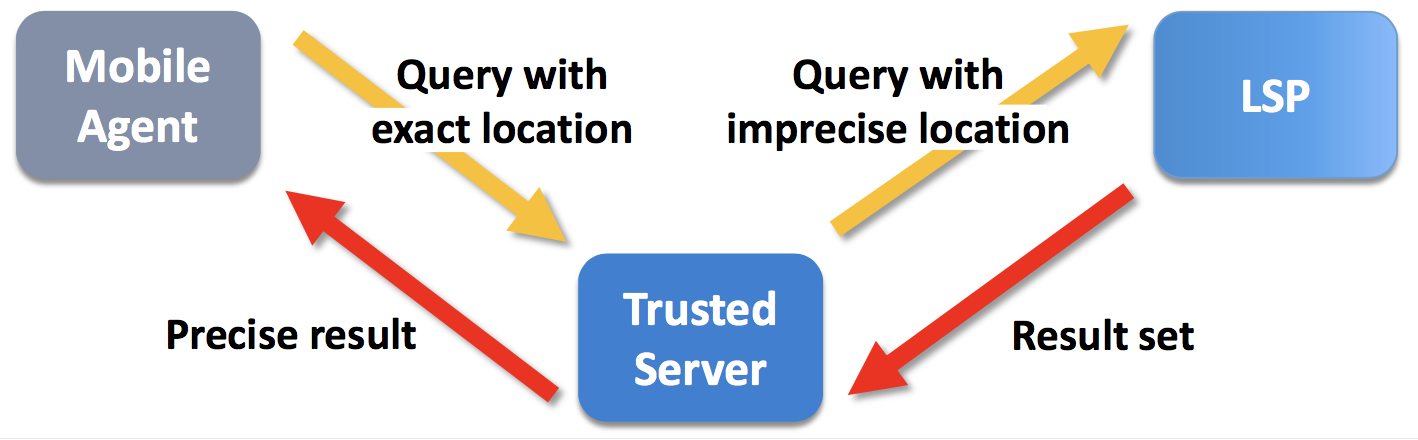 Mobile
Agent
Query with
exact location
Query with
imprecise location
LSP
Precise result
Trusted
Server
Result set